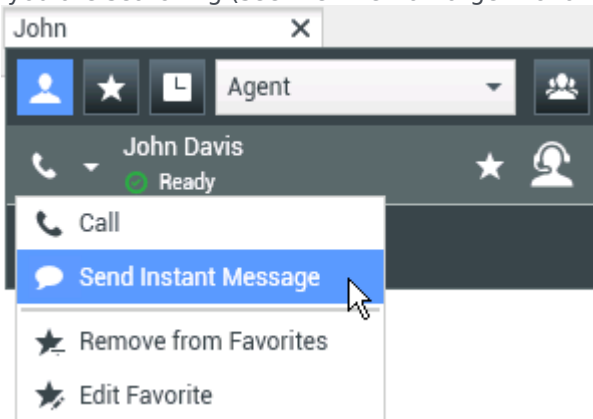 John
Agent
John Davis
Ready
Call
Send Instant Message
Remove from Favorites
Edit Favorite